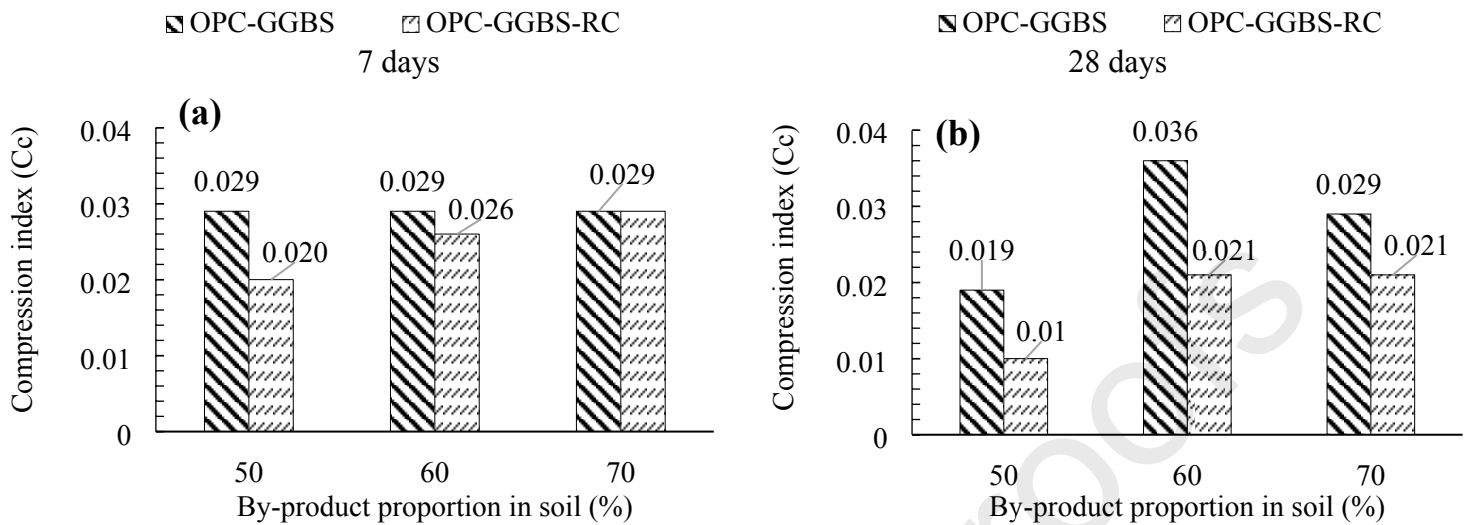 OPC-GGBS OPC-GGBS-RC
7 days
(a)
Compression index (Cc)
0.04
0.03
0.02
0.01
0
0.029
0.020
0.029
0.026
0.029
50 60 70
By-product proportion in soil (%)
OPC-GGBS OPC-GGBS-RC
28 days
(b)
Compression index (Cc)
0.04
0.03
0.02
0.01
0
0.019
0.01
0.036
0.021
0.029
0.021
50 60 70
By-product proportion in soil (%)
roofs